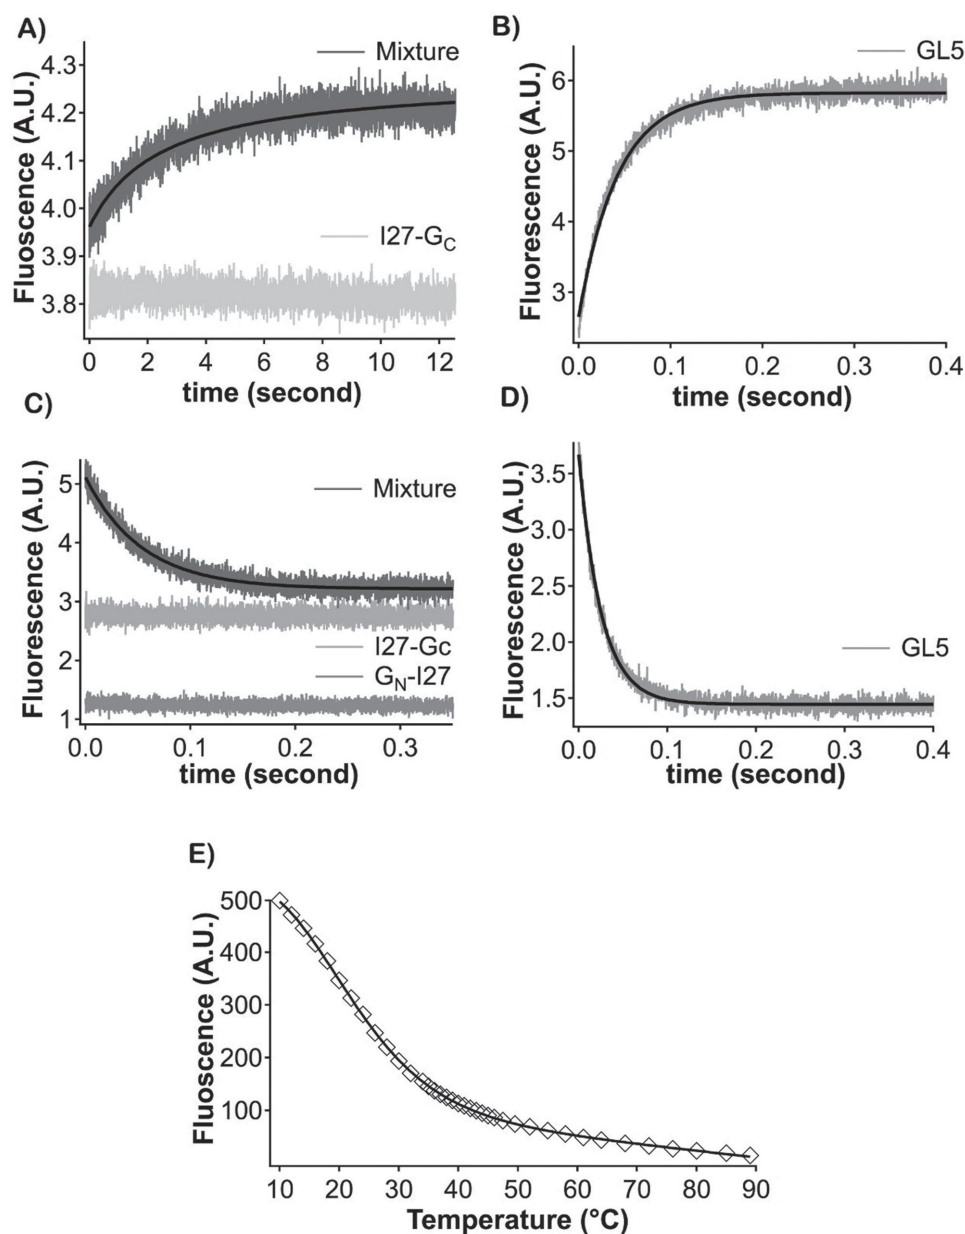 A)
Mixture
I27-GC
4.3
4.2
4.1
4.0
3.9
3.8
Fluoscence (A.U.)
0 2 4 6 8 10 12
time (second)
B)
GL5
6
5
4
3
Fluorescence (A.U.)
0.0 0.1 0.2 0.3 0.4
time (second)
C)
Mixture
I27-Gc
GN-I27
5
4
3
2
1
Fluorescence (A.U.)
0.0 0.1 0.2 0.3
time (second)
D)
GL5
3.5
3.0
2.5
2.0
1.5
Fluorescence (A.U.)
0.0 0.1 0.2 0.3 0.4
time (second)
E)
500
400
300
200
100
Fluoscence (A.U.)
10 20 30 40 50 60 70 80 90
Temperature (°C)